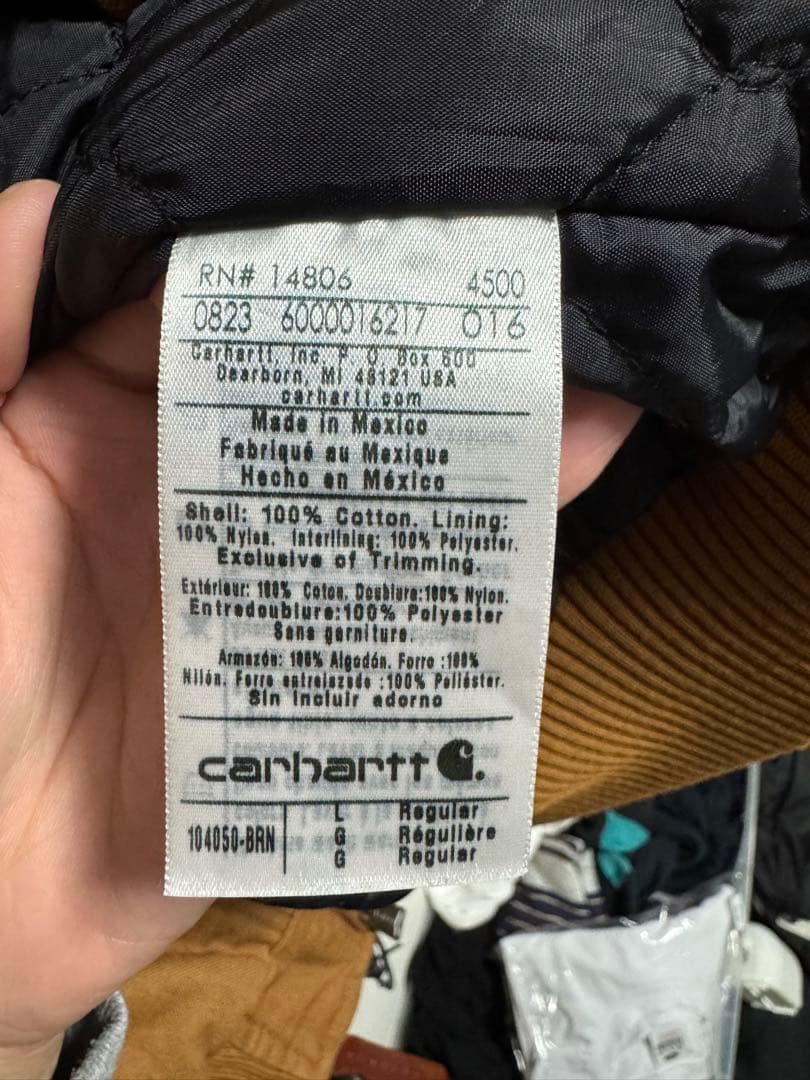 RN# 14806 4500
0823 6000016217 016
Carhartt, Inc. P. O. Box 600
Dearborn, MI 48121 USA
carhartt.com
Made in Mexico
Fabriqué au Mexique
Hecho en México
Shell: 100% Cotton. Lining:
100% Nylon. Interlining: 100% Polyester.
Exclusive of Trimming.
Extérieur: 100% Coton. Doublure:100% Nylon.
Entredoublure:100% Polyester
Sans garniture.
Armazón: 100% Algodón. Forro :100%
Nilón. Forro entrelazado :100% Poliéster.
Sin incluir adorno
carhartt
104050-BRN
L Regular
G Régulière
G Regular